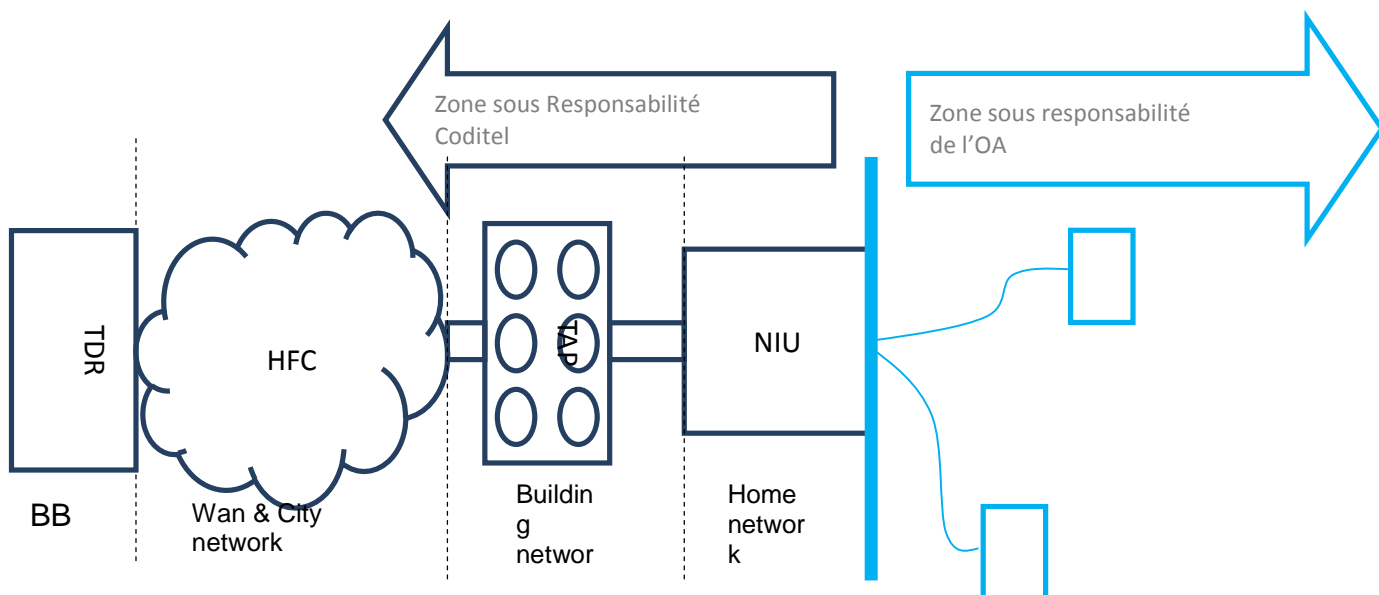 Zone sous Responsabilité
Coditel
Zone sous responsabilité
de l’OA
TDR
HFC
TAP
NIU
BB
Wan & City
network
Buildin
g
networ
Home
networ
k